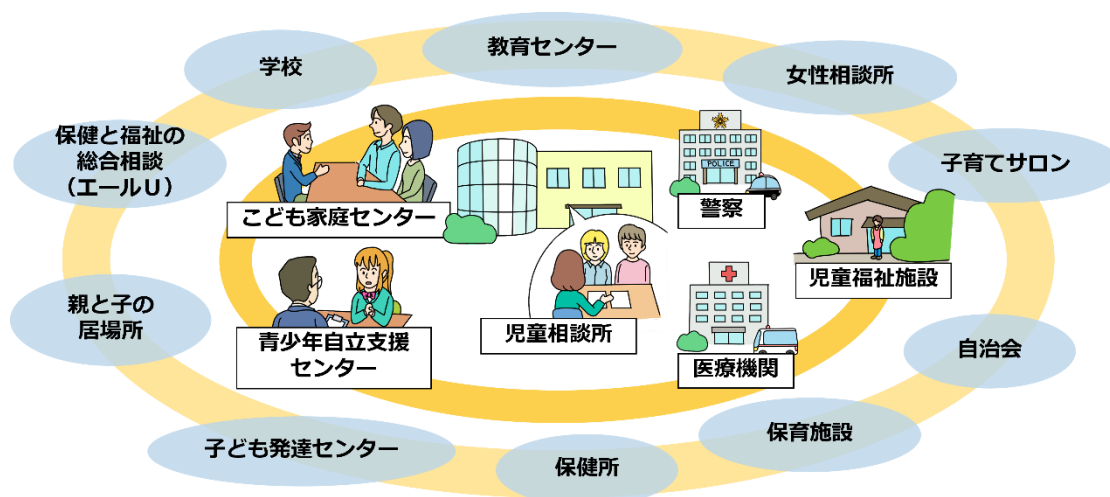 教育センター
学校
女性相談所
保健と福祉の
総合相談
（エールＵ）
子育てサロン
POLICE
こども家庭センター
警察
児童福祉施設
親と子の
居場所
青少年自立支援
センター
児童相談所
医療機関
自治会
保育施設
子ども発達センター
保健所